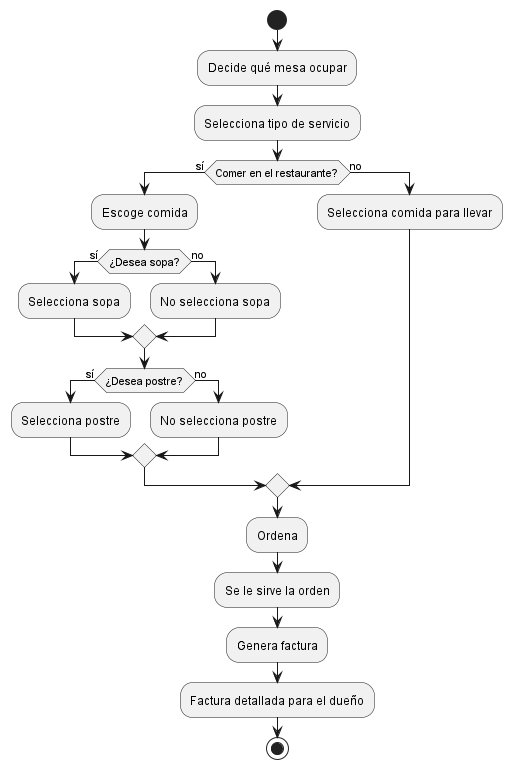 Decide qué mesa ocupar
Selecciona tipo de servicio
sí
Comer en el restaurante?
no
Escoge comida
Selecciona comida para llevar
sí
¿Desea sopa?
no
Selecciona sopa
No selecciona sopa
sí
¿Desea postre?
no
Selecciona postre
No selecciona postre
Ordena
Se le sirve la orden
Genera factura
Factura detallada para el dueño